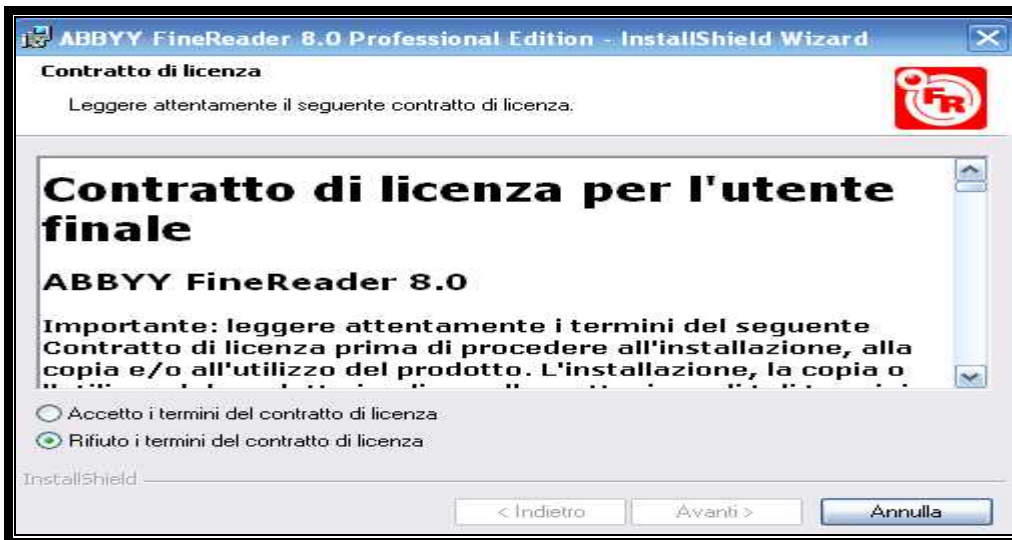 ABBYY FineReader 8.0 Professional Edition - InstallShield Wizard
Contratto di licenza
Leggere attentamente il seguente contratto di licenza.
FR
Contratto di licenza per l'utente
finale
ABBYY FineReader 8.0
Importante: leggere attentamente i termini del seguente
Contratto di licenza prima di procedere all'installazione, alla
copia e/o all'utilizzo del prodotto. L'installazione, la copia o
Accetto i termini del contratto di licenza
Rifiuto i termini del contratto di licenza
InstallShield
< Indietro
Avanti >
Annulla